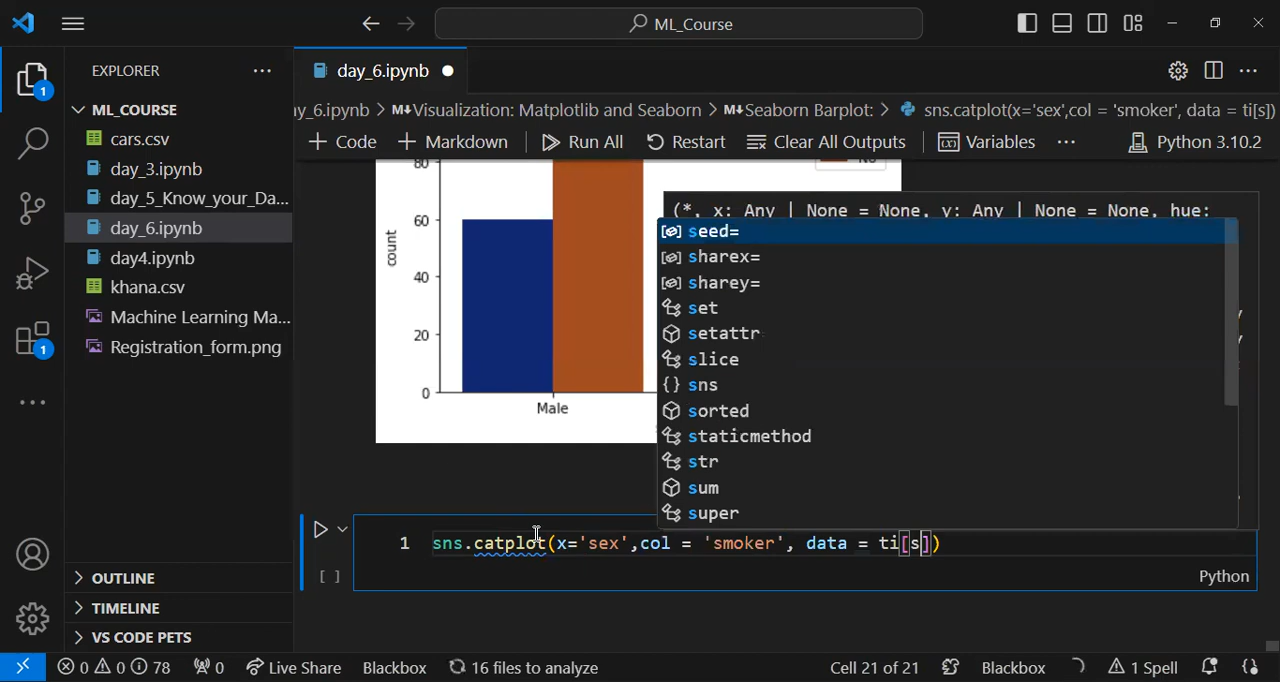 ML_Course
EXPLORER
day_6.ipynb
ML_COURSE
cars.csv
day_3.ipynb
day_5_Know_your_Da...
day_6.ipynb
day4.ipynb
khana.csv
Machine Learning Ma...
Registration_form.png
OUTLINE
TIMELINE
VS CODE PETS
1
1
y_6.ipynb > M↓Visualization: Matplotlib and Seaborn > M↓Seaborn Barplot: > sns.catplot(x='sex',col = 'smoker', data = ti[s])
+ Code + Markdown Run All Restart Clear All Outputs Variables ... Python 3.10.2
80
60
40
20
0
count
Male
(*, x: Any | None = None, y: Any | None = None, hue:
seed=
sharex=
sharey=
set
setattr
slice
{} sns
sorted
staticmethod
str
sum
super
1 sns.catplot(x='sex',col = 'smoker', data = ti[s])
[ ]
Python
0 0 78 0 Live Share Blackbox 16 files to analyze Cell 21 of 21 Blackbox 1 Spell